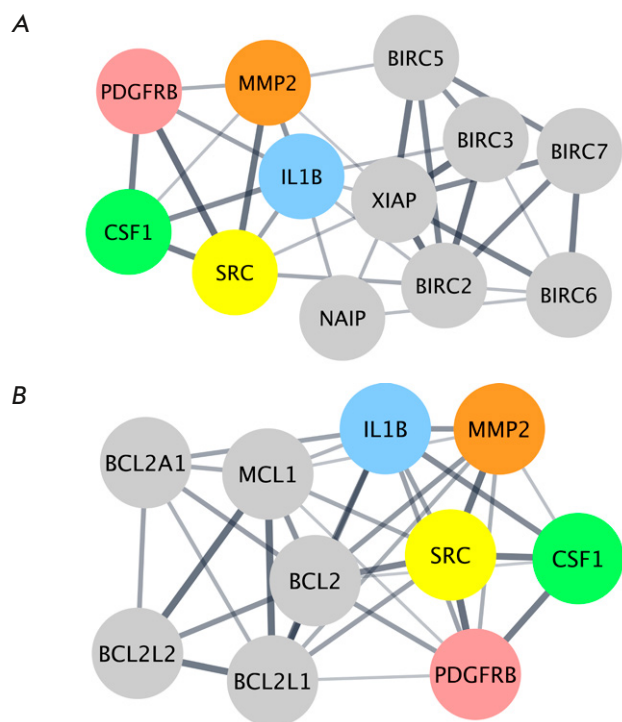 A
PDGFRB
MMP2
BIRC5
BIRC3
BIRC7
IL1B
XIAP
CSF1
SRC
BIRC2
BIRC6
NAIP
B
IL1B
MMP2
BCL2A1
MCL1
SRC
CSF1
BCL2
BCL2L2
BCL2L1
PDGFRB